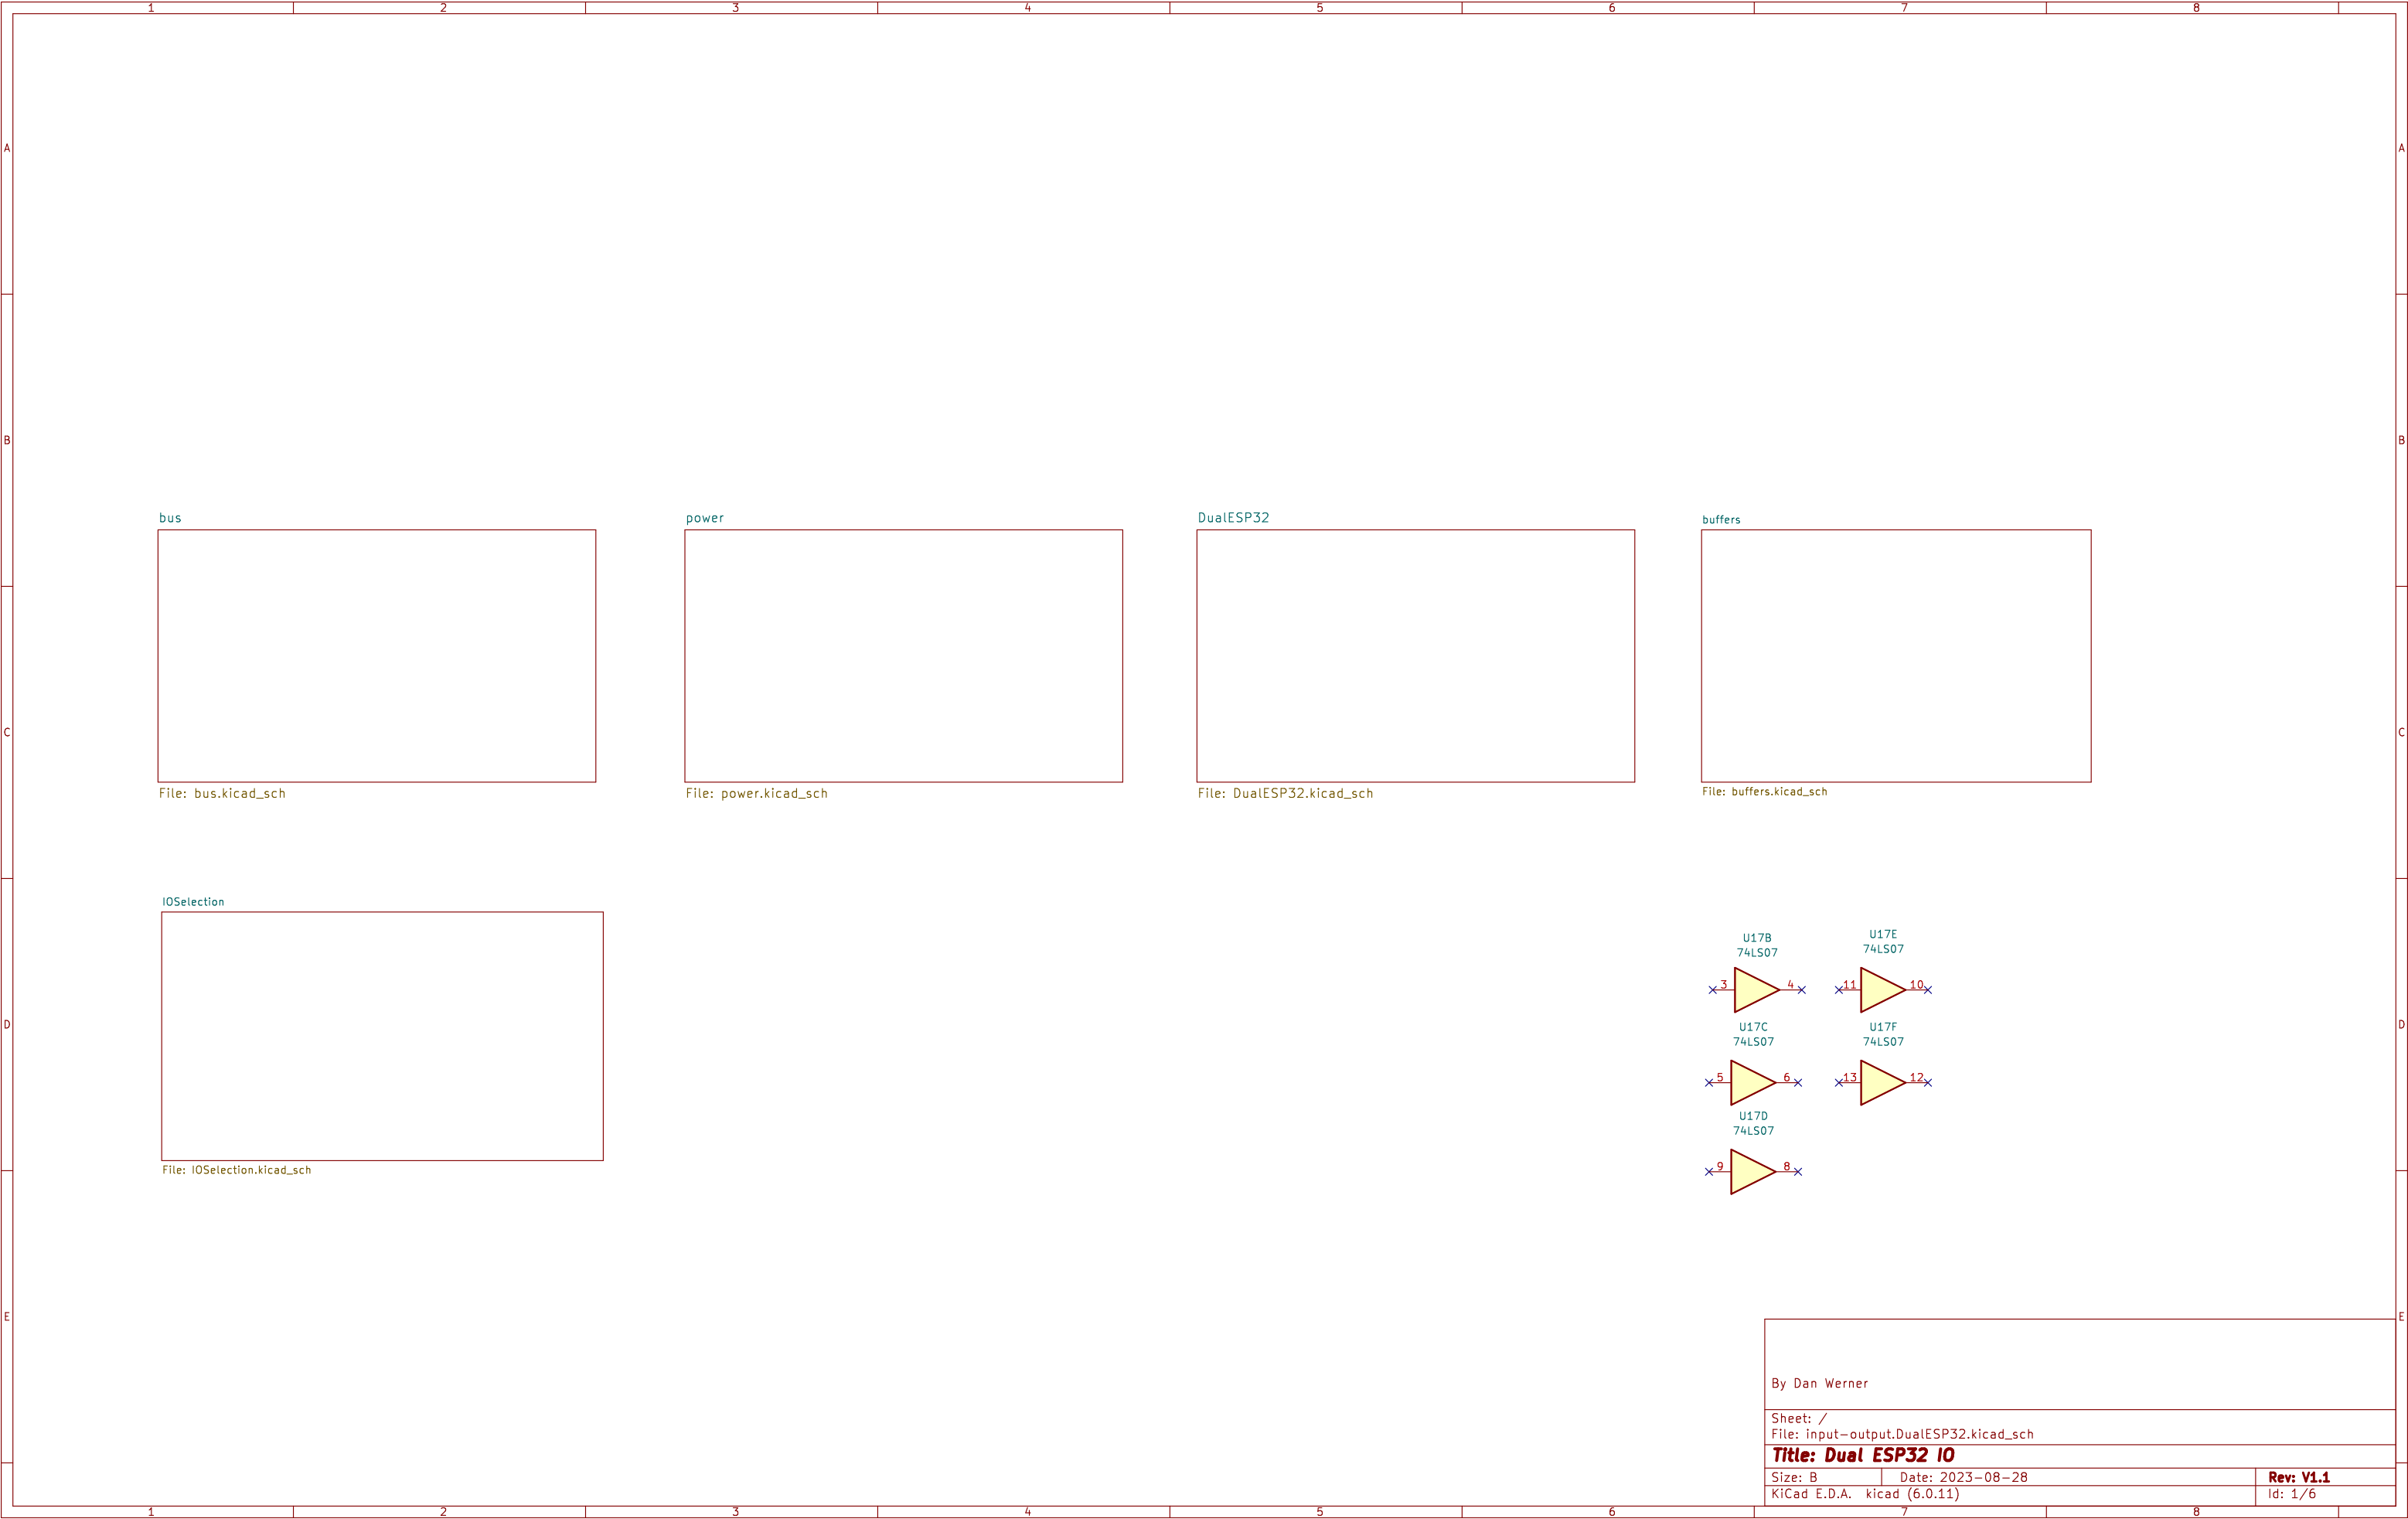 1 2 3 4 5 6 7 8
A A
B B
bus power DualESP32 buffers
C C
File: bus.kicad_sch File: power.kicad_sch File: DualESP32.kicad_sch File: buffers.kicad_sch
IOSelection
U17B U17E
74LS07 74LS07
3 4 11 10
D D
U17C U17F
74LS07 74LS07
5 6 13 12
U17D
74LS07
9 8
File: IOSelection.kicad_sch
E E
By Dan Werner
Sheet: /
File: input-output.DualESP32.kicad_sch
Title: Dual ESP32 IO
Size: B Date: 2023-08-28 Rev: V1.1
KiCad E.D.A. kicad (6.0.11) Id: 1/6
1 2 3 4 5 6 7 8